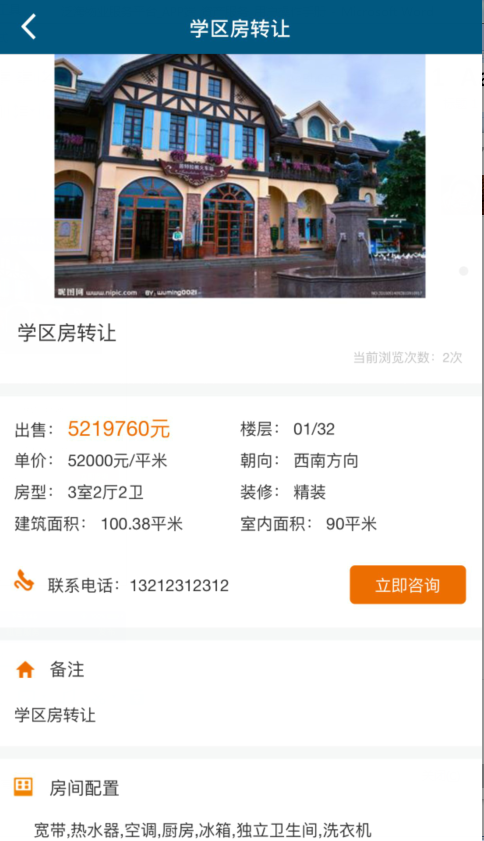 学区房转让
昵图网 www.nipic.com BY: wuming0021
学区房转让
当前浏览次数：2次
出售： 5219760元
楼层： 01/32
单价： 52000元/平米
朝向： 西南方向
房型： 3室2厅2卫
装修： 精装
建筑面积： 100.38平米
室内面积： 90平米
联系电话：13212312312
立即咨询
备注
学区房转让
房间配置
宽带,热水器,空调,厨房,冰箱,独立卫生间,洗衣机